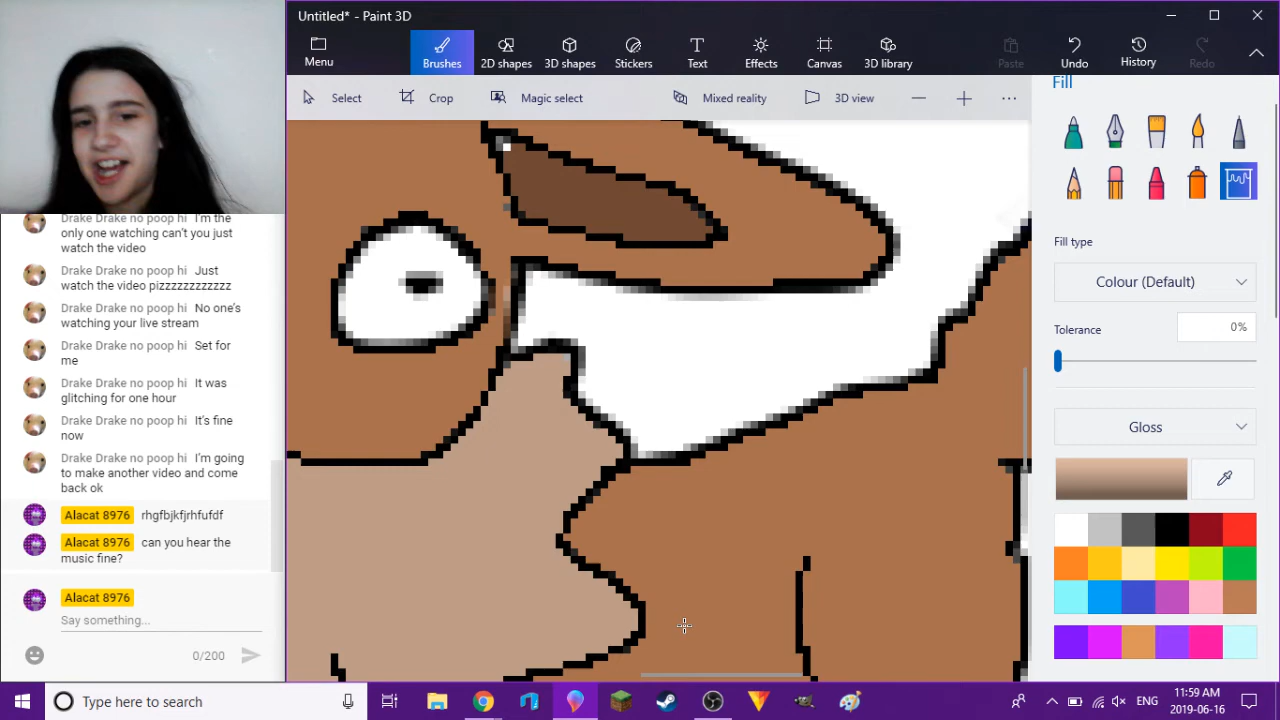 Untitled* - Paint 3D
Menu
Brushes
2D shapes
3D shapes
Stickers
Text
Effects
Canvas
3D library
Paste
Undo
History
Redo
Select
Crop
Magic select
Mixed reality
3D view
Fill
Fill type
Colour (Default)
Tolerance
0%
Gloss
Drake Drake no poop hi I'm the
only one watching can't you just
watch the video
Drake Drake no poop hi Just
watch the video pizzzzzzzzzzzz
Drake Drake no poop hi No one's
watching your live stream
Drake Drake no poop hi Set for
me
Drake Drake no poop hi It was
glitching for one hour
Drake Drake no poop hi It's fine
now
Drake Drake no poop hi I'm going
to make another video and come
back ok
Alacat 8976 rhgfbjkfjrhfufdf
Alacat 8976 can you hear the
music fine?
Alacat 8976
Say something...
0/200
Type here to search
ENG
11:59 AM
2019-06-16